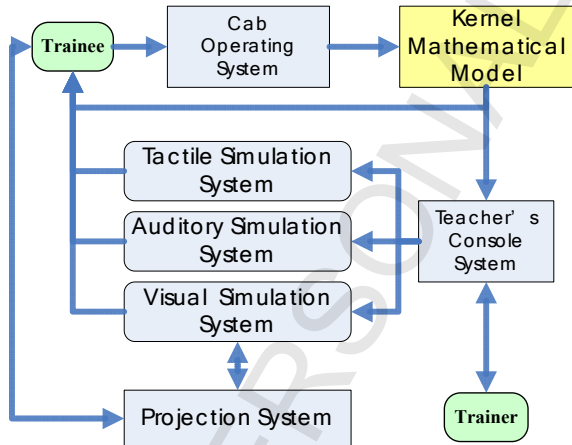 Trainee
Cab
Operating
System
Kernel
Mathematical
Model
Tactile Simulation
System
Auditory Simulation
System
Visual Simulation
System
Teacher's
Console
System
Projection System
Trainer